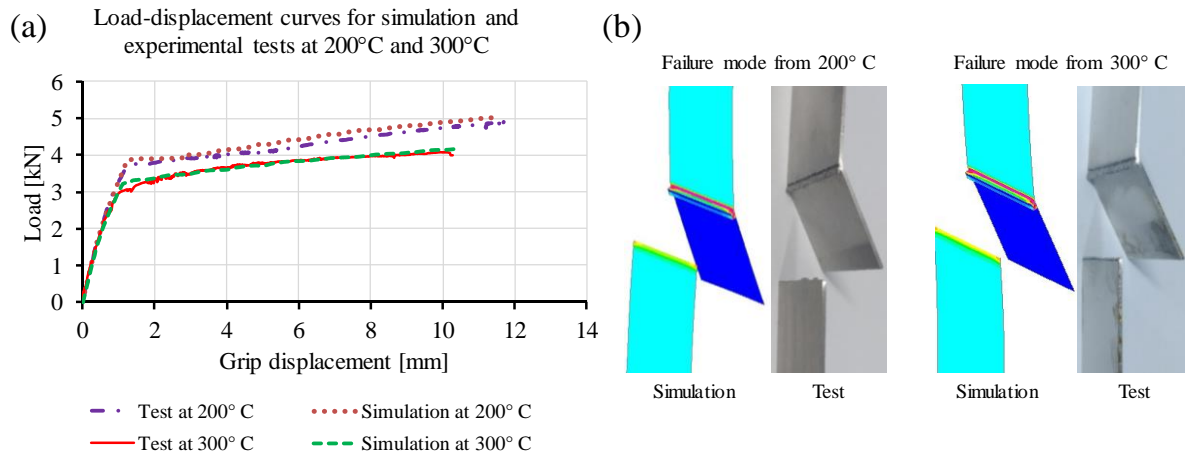 (a)
Load-displacement curves for simulation and
experimental tests at 200°C and 300°C
Load [kN]
6
5
4
3
2
1
0
0 2 4 6 8 10 12 14
Grip displacement [mm]
Test at 200° C
Simulation at 200° C
Test at 300° C
Simulation at 300° C
(b)
Failure mode from 200° C
Failure mode from 300° C
Simulation
Test
Simulation
Test